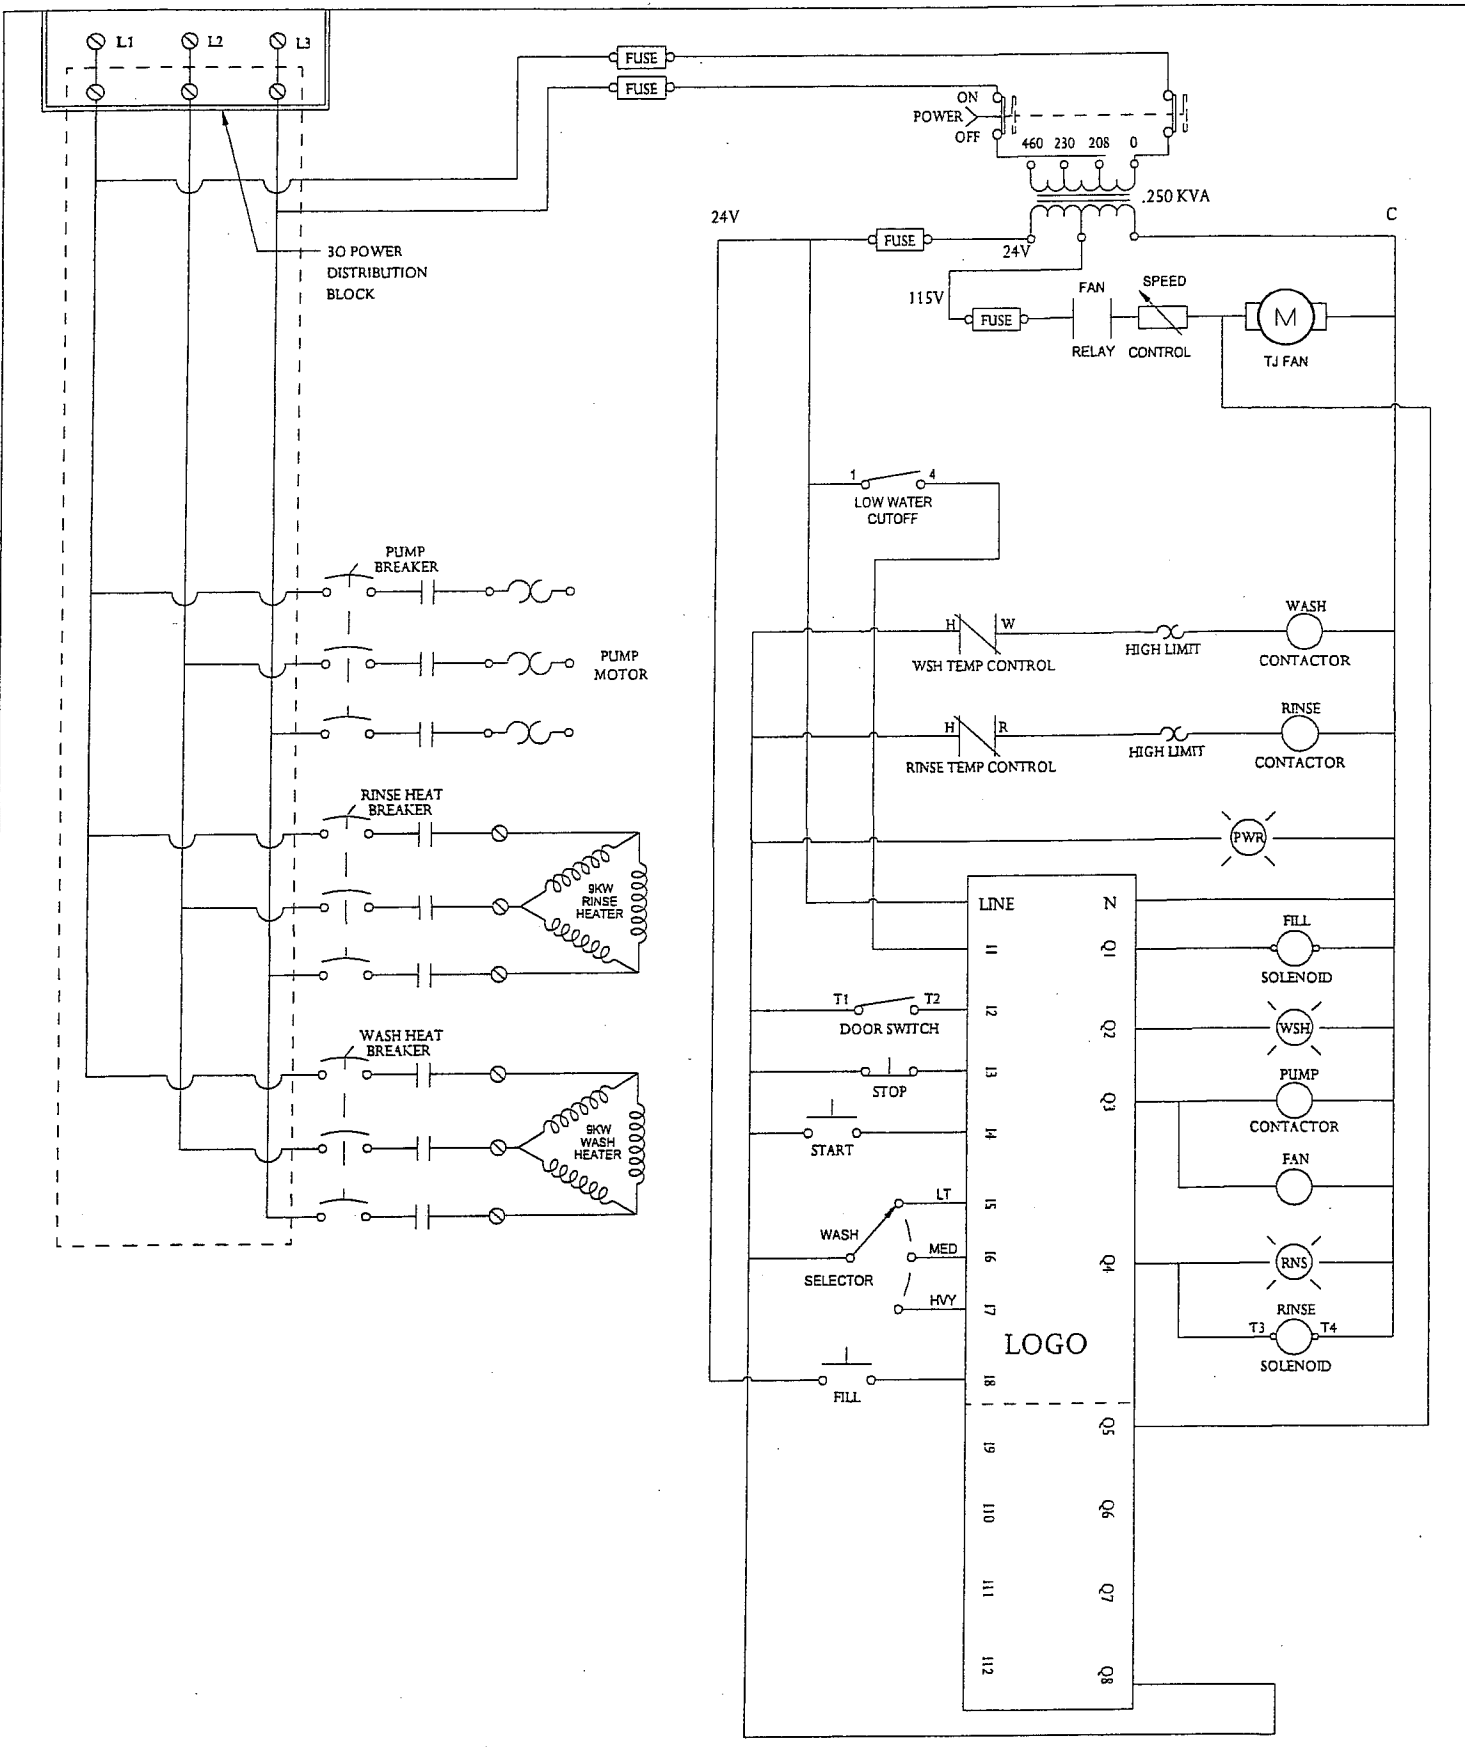 L1 L2 L3
FUSE
FUSE
ON
POWER
OFF
460 230 208 0
.250 KVA
24V
C
FUSE
24V
3O POWER
DISTRIBUTION
BLOCK
115V
FUSE
FAN
RELAY
SPEED
CONTROL
M
TJ FAN
1 4
LOW WATER
CUTOFF
PUMP
BREAKER
PUMP
MOTOR
H W
WSH TEMP CONTROL
HIGH LIMIT
WASH
CONTACTOR
H R
RINSE TEMP CONTROL
HIGH LIMIT
RINSE
CONTACTOR
RINSE HEAT
BREAKER
9KW
RINSE
HEATER
PWR
LINE N
I1 Q1
FILL
SOLENOID
T1 T2
DOOR SWITCH
I2 Q2
WSH
WASH HEAT
BREAKER
9KW
WASH
HEATER
STOP
I3 Q3
PUMP
CONTACTOR
START
I4
FAN
LT
I5
WASH
SELECTOR
MED
I6 Q4
RNS
HVY
I7
RINSE
T3 T4
SOLENOID
LOGO
FILL
I8
Q5
I9
I10 Q6
I11 Q7
I12 Q8